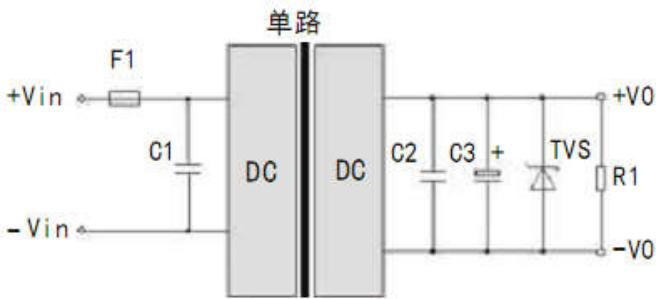 单路
F1
+Vin
C1
DC
DC
C2
C3
+
TVS
R1
+V0
-Vin
-V0